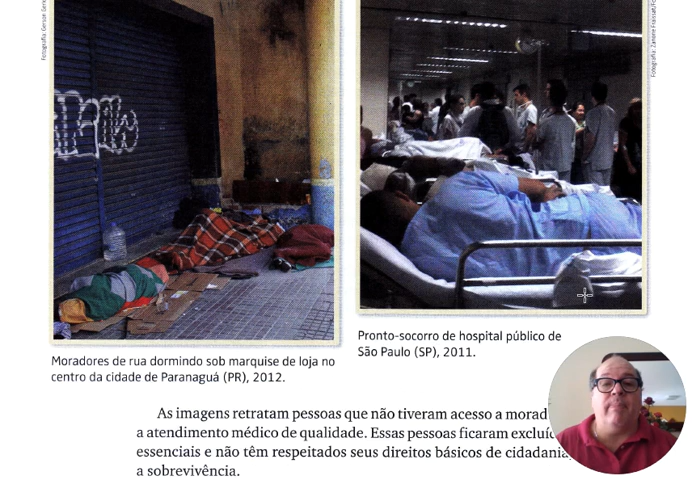 Moradores de rua dormindo sob marquise de loja no
centro da cidade de Paranaguá (PR), 2012.
Pronto-socorro de hospital público de
São Paulo (SP), 2011.
As imagens retratam pessoas que não tiveram acesso a
a atendimento médico de qualidade. Essas pessoas ficaram
essenciais e não têm respeitados seus direitos básicos de cidadania,
a sobrevivência.